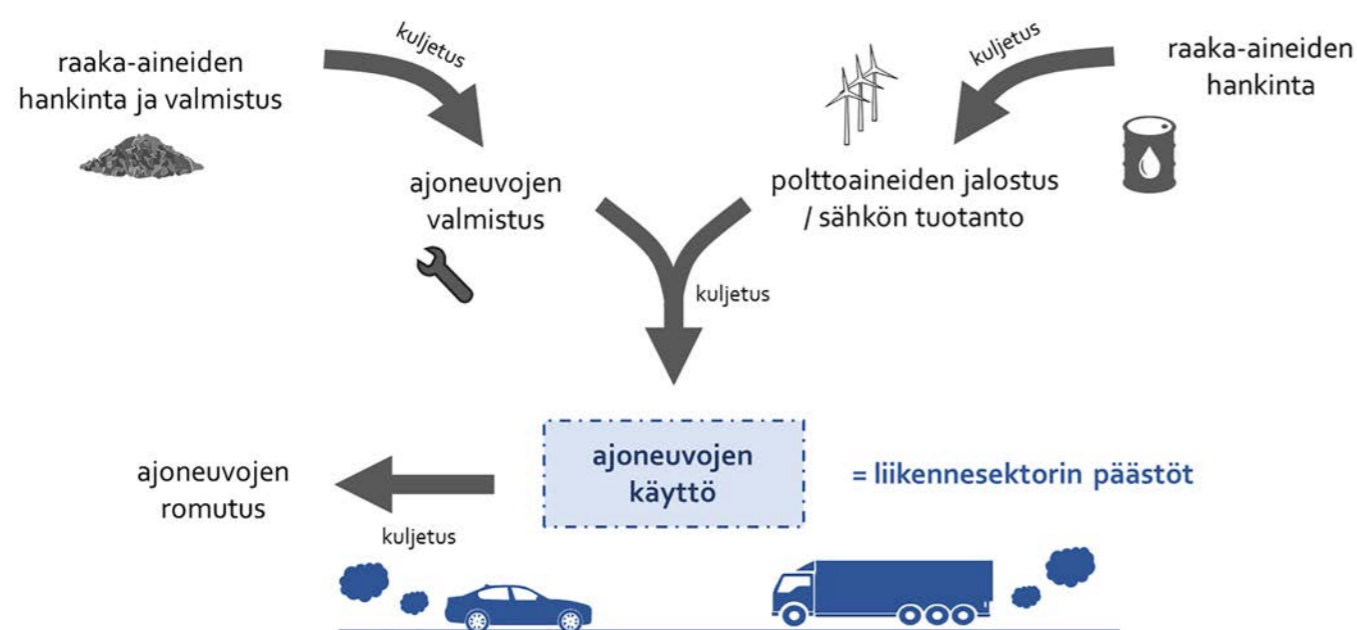 raaka-aineiden
hankinta ja valmistus
kuljetus
kuljetus
raaka-aineiden
hankinta
ajoneuvojen
valmistus
polttoaineiden jalostus
/ sähkön tuotanto
kuljetus
ajoneuvojen
käyttö
= liikennesektorin päästöt
ajoneuvojen
romutus
kuljetus